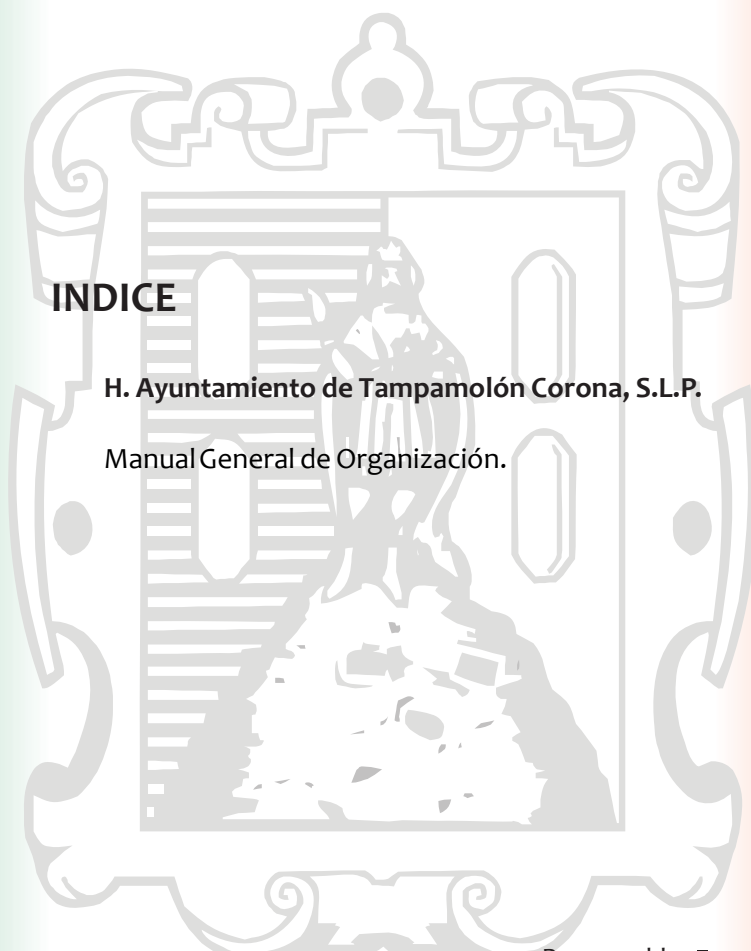 INDICE
H. Ayuntamiento de Tampamolón Corona, S.L.P.
Manual General de Organización.